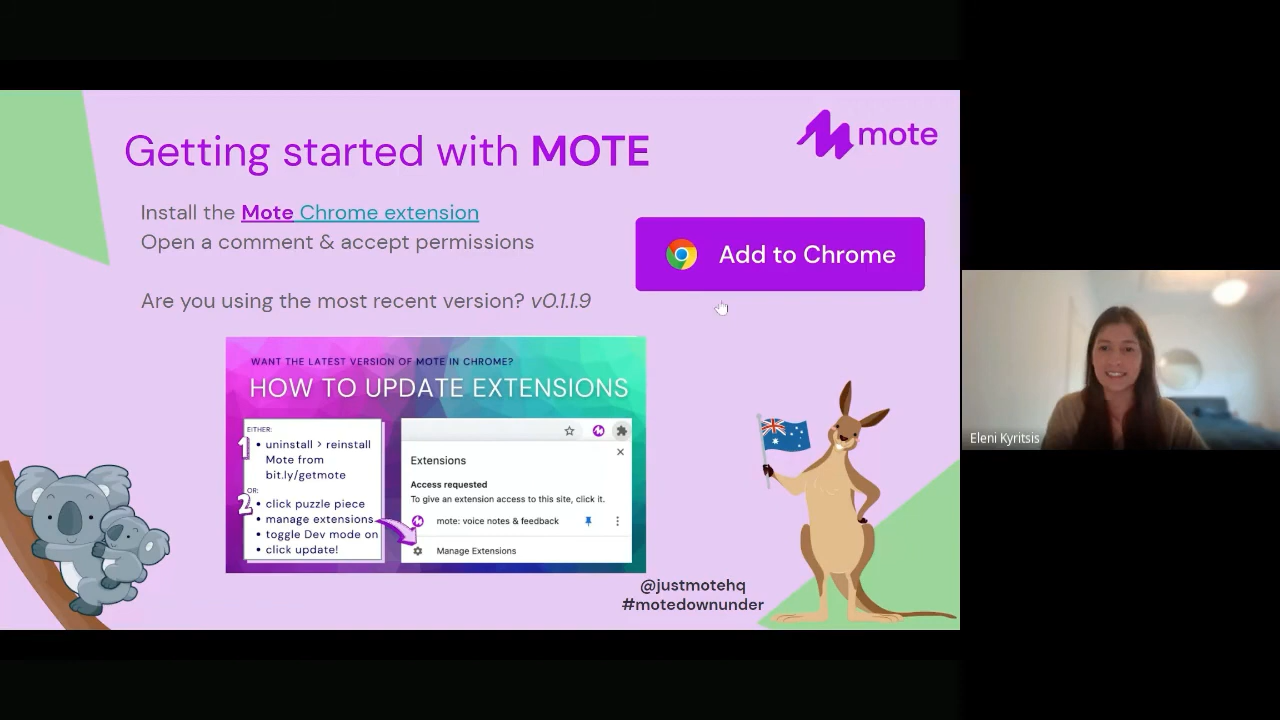 Getting started with MOTE
mote
Install the Mote Chrome extension
Open a comment & accept permissions
Add to Chrome
Are you using the most recent version? v0.1.1.9
WANT THE LATEST VERSION OF MOTE IN CHROME?
HOW TO UPDATE EXTENSIONS
EITHER:
1
uninstall > reinstall
Mote from
bit.ly/getmote
OR:
2
click puzzle piece
manage extensions
toggle Dev mode on
click update!
Extensions
Access requested
To give an extension access to this site, click it.
mote: voice notes & feedback
Manage Extensions
@justmotehq
#motedownunder
Eleni Kyritsis